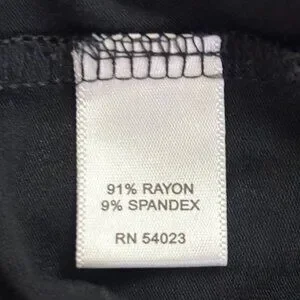 91% RAYON
9% SPANDEX
RN 54023